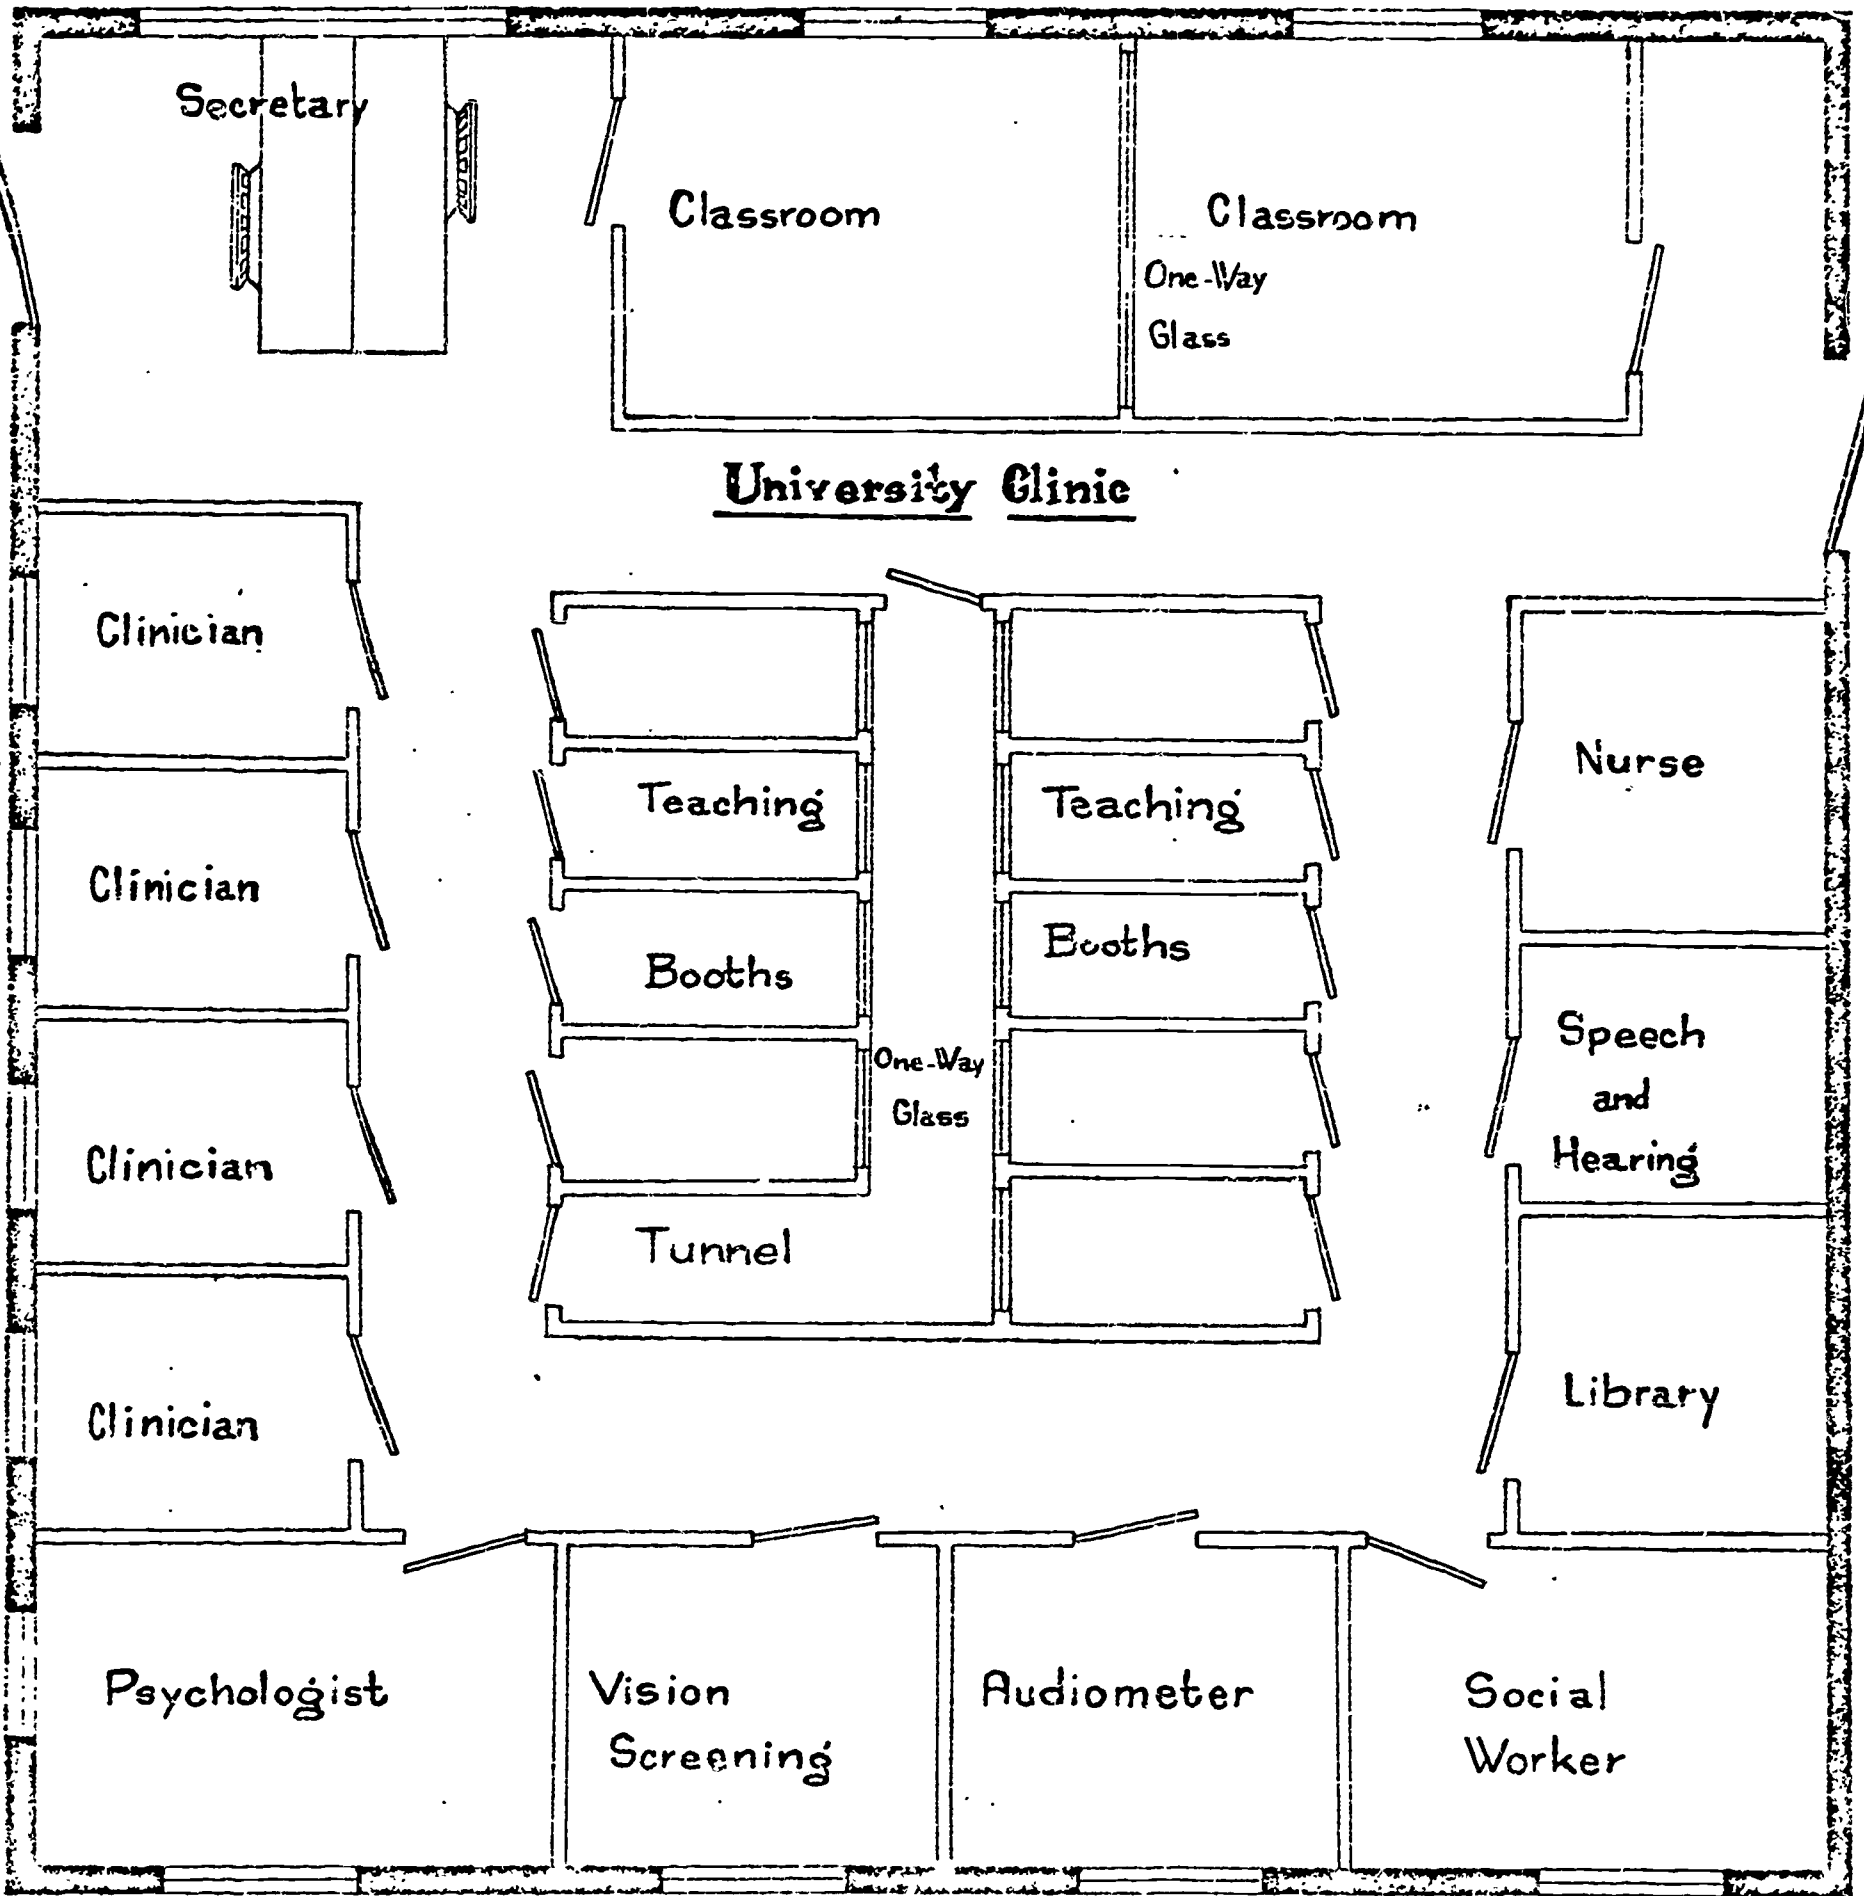 Secretary
Classroom
Classroom
One-Way
Glass
University Clinic
Clinician
Clinician
Clinician
Clinician
Teaching
Booths
Teaching
Booths
One-Way
Glass
Tunnel
Nurse
Speech
and
Hearing
Library
Psychologist
Vision
Screening
Audiometer
Social
Worker